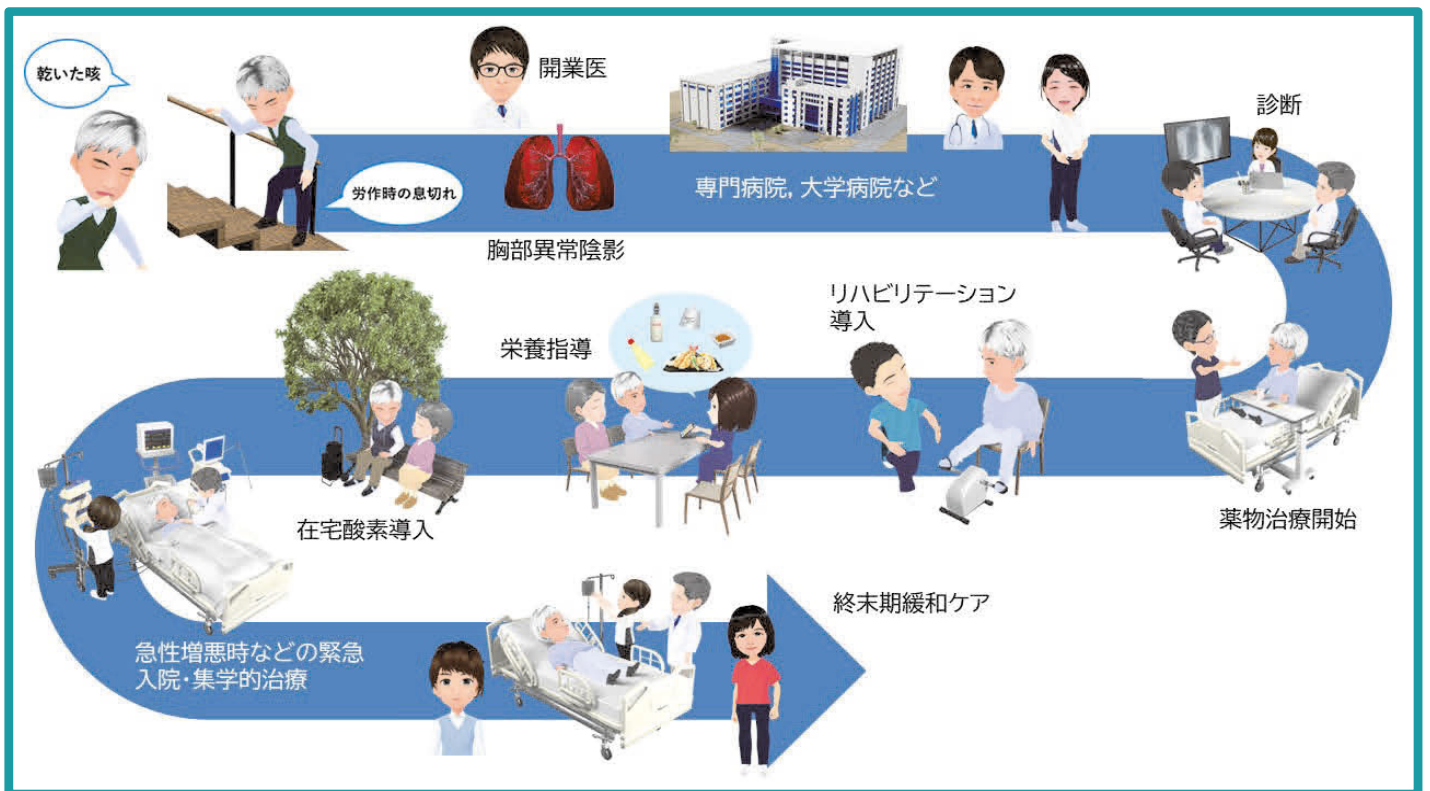 乾いた咳
労作時の息切れ
開業医
胸部異常陰影
専門病院, 大学病院など
診断
薬物治療開始
リハビリテーション
導入
栄養指導
在宅酸素導入
急性増悪時などの緊急
入院・集学的治療
終末期緩和ケア